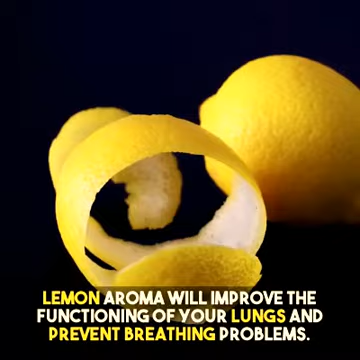 LEMON AROMA WILL IMPROVE THE
FUNCTIONING OF YOUR LUNGS AND
PREVENT BREATHING PROBLEMS.